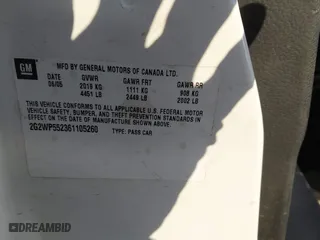 GM
MFD BY GENERAL MOTORS OF CANADA LTD.
DATE GVWR GAWR FRT GAWR RR
08/05 2019 KG 1111 KG 908 KG
4451 LB 2449 LB 2002 LB
THIS VEHICLE CONFORMS TO ALL APPLICABLE U.S. FEDERAL MOTOR
VEHICLE SAFETY, BUMPER, AND THEFT PREVENTION STANDARDS IN
EFFECT ON THE DATE OF MANUFACTURE SHOWN ABOVE.
2G2WP552361105260 TYPE: PASS CAR
DREAMBID